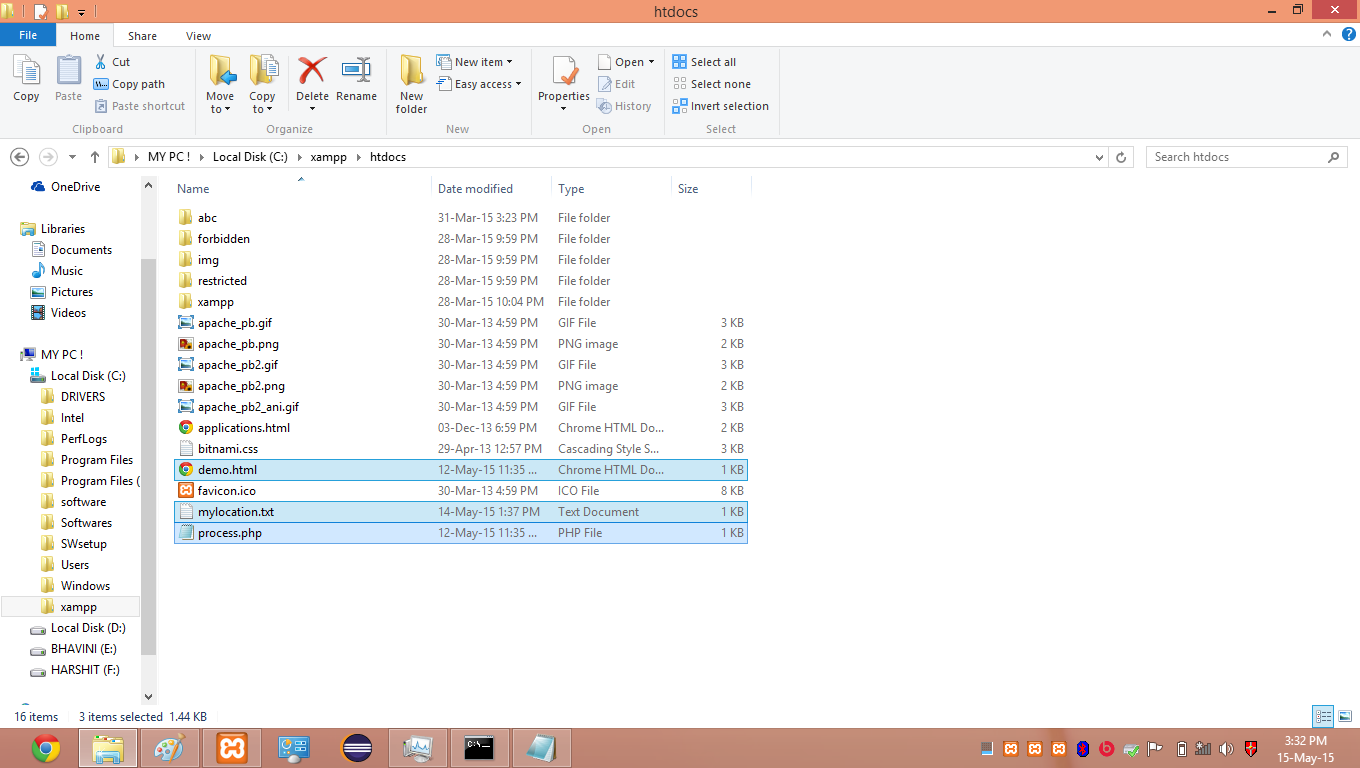 htdocs
File Home Share View
Copy
Paste
Cut
Copy path
Paste shortcut
Clipboard
Move to
Copy to
Delete
Rename
Organize
New folder
New item
Easy access
New
Properties
Open
Edit
History
Open
Select all
Select none
Invert selection
Select
MY PC ! Local Disk (C:) xampp htdocs
Search htdocs
OneDrive
Libraries
Documents
Music
Pictures
Videos
MY PC !
Local Disk (C:)
DRIVERS
Intel
PerfLogs
Program Files
Program Files (
software
Softwares
SWsetup
Users
Windows
xampp
Local Disk (D:)
BHAVINI (E:)
HARSHIT (F:)
Name Date modified Type Size
abc 31-Mar-15 3:23 PM File folder
forbidden 28-Mar-15 9:59 PM File folder
img 28-Mar-15 9:59 PM File folder
restricted 28-Mar-15 9:59 PM File folder
xampp 28-Mar-15 10:04 PM File folder
apache_pb.gif 30-Mar-13 4:59 PM GIF File 3 KB
apache_pb.png 30-Mar-13 4:59 PM PNG image 2 KB
apache_pb2.gif 30-Mar-13 4:59 PM GIF File 3 KB
apache_pb2.png 30-Mar-13 4:59 PM PNG image 2 KB
apache_pb2_ani.gif 30-Mar-13 4:59 PM GIF File 3 KB
applications.html 03-Dec-13 6:59 PM Chrome HTML Do... 2 KB
bitnami.css 29-Apr-13 12:57 PM Cascading Style S... 3 KB
demo.html 12-May-15 11:35 ... Chrome HTML Do... 1 KB
favicon.ico 30-Mar-13 4:59 PM ICO File 8 KB
mylocation.txt 14-May-15 1:37 PM Text Document 1 KB
process.php 12-May-15 11:35 ... PHP File 1 KB
16 items 3 items selected 1.44 KB
3:32 PM
15-May-15